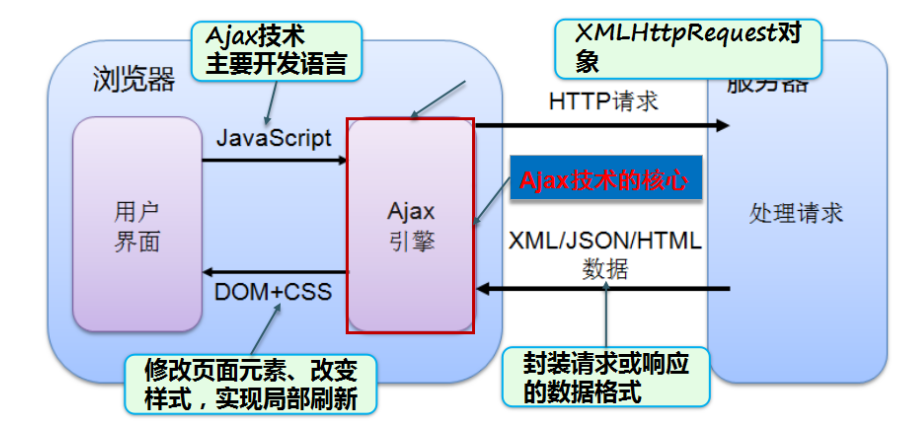 Ajax技术
主要开发语言
XMLHttpRequest对
象
浏览器
服务器
HTTP请求
JavaScript
Ajax技术的核心
用户
界面
Ajax
引擎
处理请求
XML/JSON/HTML
数据
DOM+CSS
修改页面元素、改变
样式，实现局部刷新
封装请求或响应
的数据格式